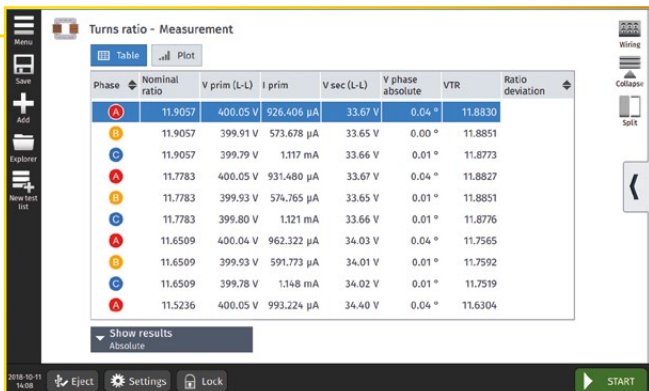 Menu
Save
Add
Explorer
New test
list
Turns ratio - Measurement
Table
Plot
Phase Nominal ratio V prim (L-L) I prim V sec (L-L) V phase absolute VTR Ratio deviation
A 11.9057 400.05 V 926.406 µA 33.67 V 0.04 ° 11.8830
B 11.9057 399.91 V 573.678 µA 33.65 V 0.00 ° 11.8851
C 11.9057 399.79 V 1.117 mA 33.66 V 0.01 ° 11.8773
A 11.7783 400.05 V 931.480 µA 33.67 V 0.04 ° 11.8827
B 11.7783 399.93 V 574.765 µA 33.65 V 0.01 ° 11.8851
C 11.7783 399.80 V 1.121 mA 33.66 V 0.01 ° 11.8776
A 11.6509 400.04 V 962.322 µA 34.03 V 0.04 ° 11.7565
B 11.6509 399.93 V 591.773 µA 34.01 V 0.01 ° 11.7592
C 11.6509 399.78 V 1.148 mA 34.02 V 0.01 ° 11.7519
A 11.5236 400.05 V 993.224 µA 34.40 V 0.04 ° 11.6304
Show results
Absolute
Wiring
Collapse
Split
2018-10-11
14:08
Eject
Settings
Lock
START